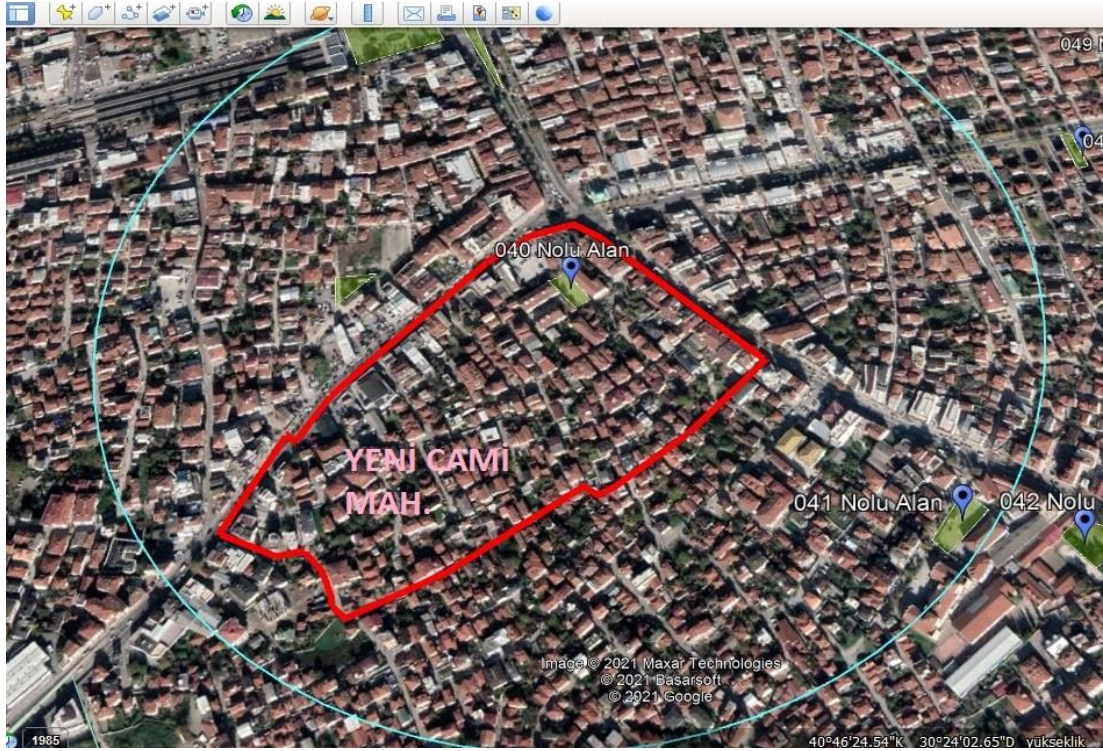 049 N
04
040 Nolu Alan
YENİ CAMİ
MAH.
041 Nolu Alan
042 Nolu
Image © 2021 Maxar Technologies
© 2021 Basarsoft
© 2021 Google
1985
40°46'24.54"K 30°24'02.65"D yükseklik